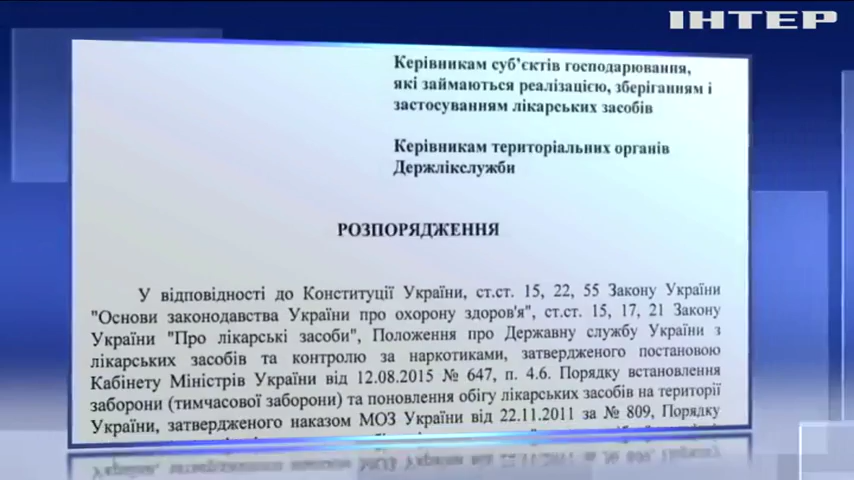 ІНТЕР
Керівникам суб’єктів господарювання,
які займаються реалізацією, зберіганням і
застосуванням лікарських засобів
Керівникам територіальних органів
Держлікслужби
РОЗПОРЯДЖЕННЯ
У відповідності до Конституції України, ст.ст. 15, 22, 55 Закону України
"Основи законодавства України про охорону здоров'я", ст.ст. 15, 17, 21 Закону
України "Про лікарські засоби", Положення про Державну службу України з
лікарських засобів та контролю за наркотиками, затвердженого постановою
Кабінету Міністрів України від 12.08.2015 № 647, п. 4.6. Порядку встановлення
заборони (тимчасової заборони) та поновлення обігу лікарських засобів на території
України, затвердженого наказом МОЗ України від 22.11.2011 за № 809, Порядку